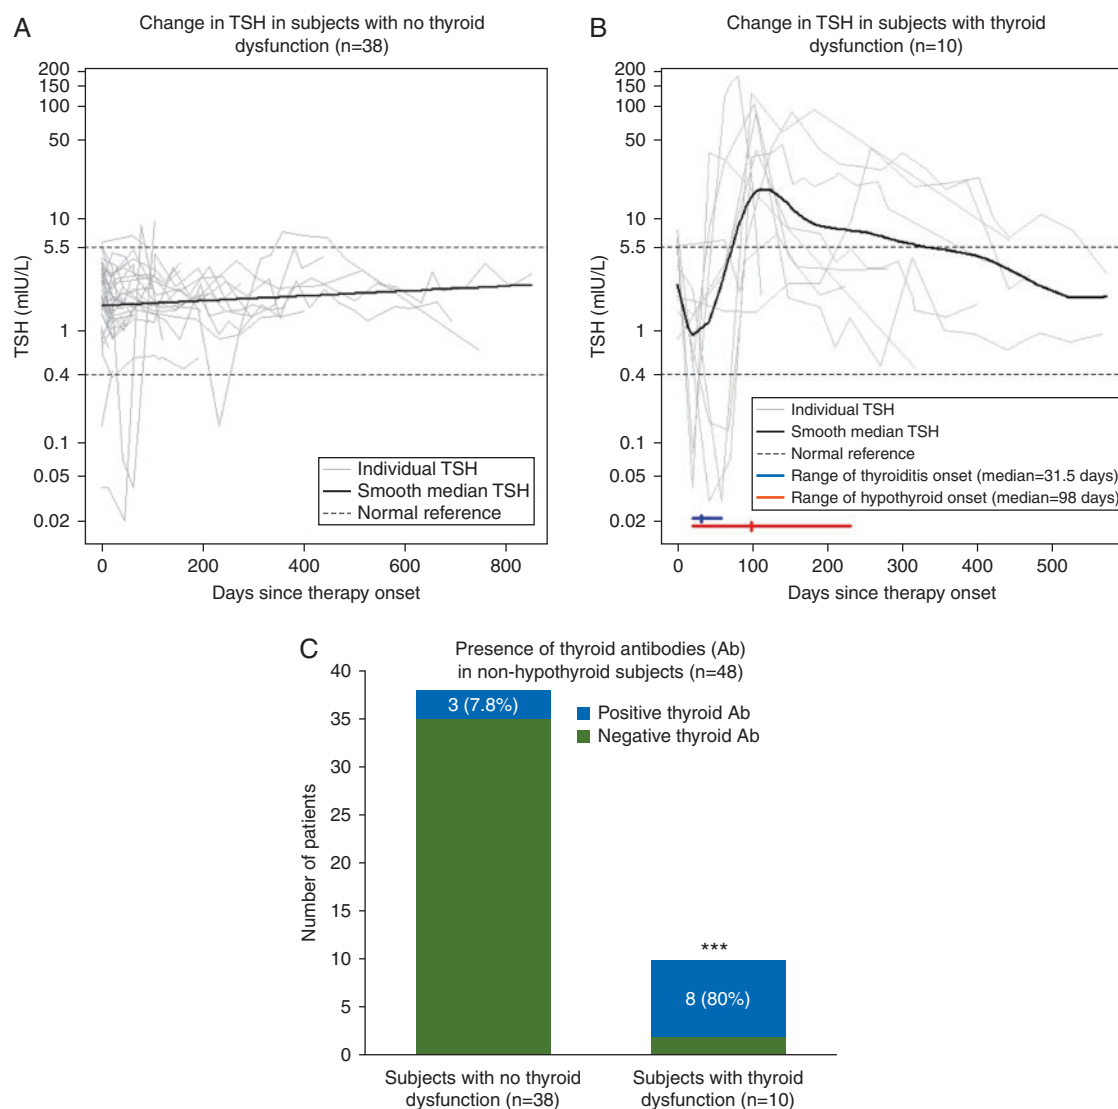 A
Change in TSH in subjects with no thyroid
dysfunction (n=38)
200
150
100
50
10
5.5
1
0.4
0.1
0.05
0.02
TSH (mIU/L)
Individual TSH
Smooth median TSH
Normal reference
0
200
400
600
800
Days since therapy onset
B
Change in TSH in subjects with thyroid
dysfunction (n=10)
200
150
100
50
10
5.5
1
0.4
0.1
0.05
0.02
TSH (mIU/L)
Individual TSH
Smooth median TSH
Normal reference
Range of thyroiditis onset (median=31.5 days)
Range of hypothyroid onset (median=98 days)
0
100
200
300
400
500
Days since therapy onset
C
Presence of thyroid antibodies (Ab)
in non-hypothyroid subjects (n=48)
40
35
30
25
20
15
10
5
0
Number of patients
3 (7.8%)
Positive thyroid Ab
Negative thyroid Ab
***
8 (80%)
Subjects with no thyroid
dysfunction (n=38)
Subjects with thyroid
dysfunction (n=10)